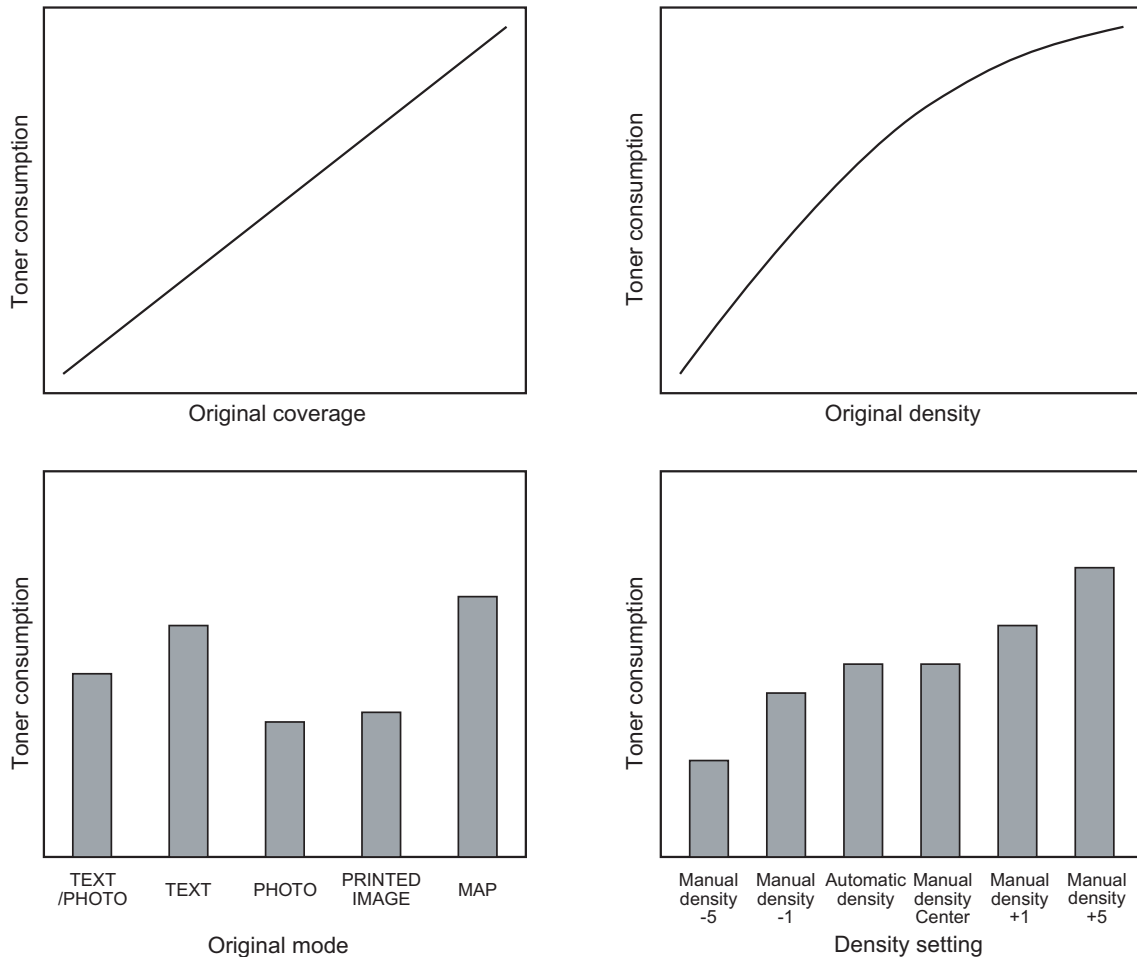 Toner consumption
Original coverage
Toner consumption
Original density
Toner consumption
TEXT
/PHOTO
TEXT
PHOTO
PRINTED
IMAGE
MAP
Original mode
Toner consumption
Manual
density
-5
Manual
density
-1
Automatic
density
Manual
density
Center
Manual
density
+1
Manual
density
+5
Density setting